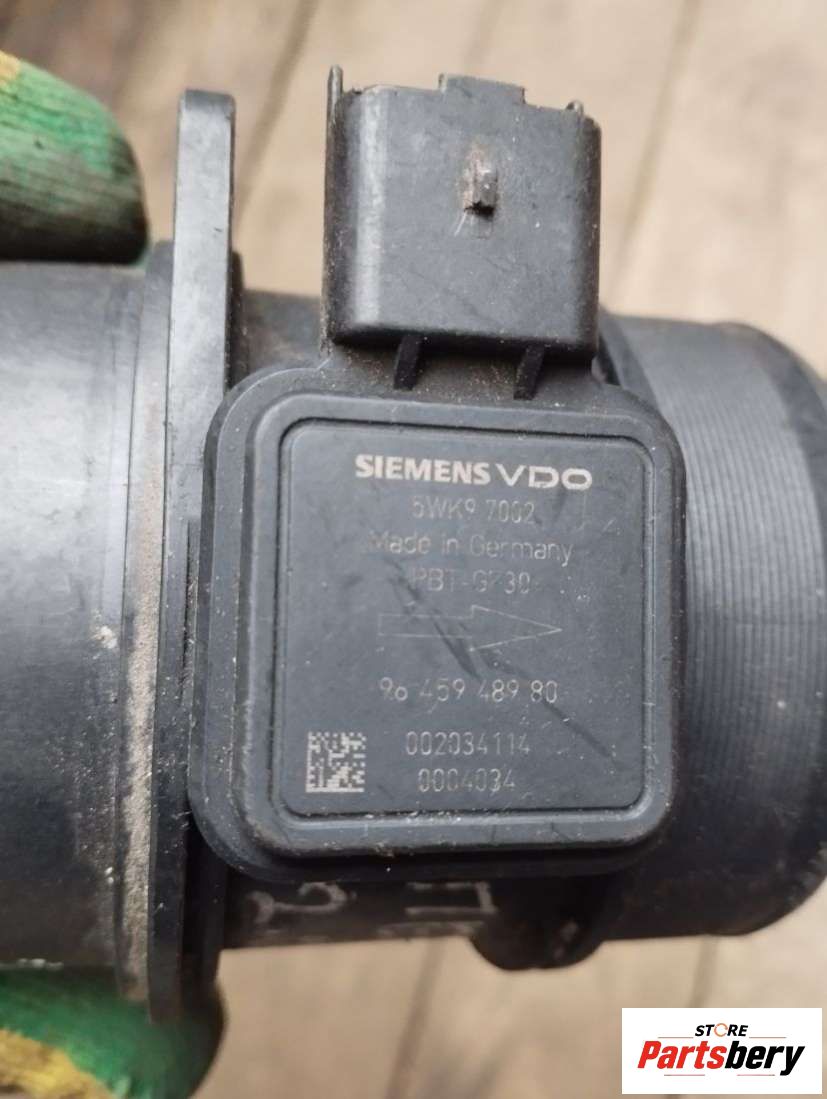 SIEMENS VDO
5WK9 7002
Made in Germany
PBT-GF30
96 459 489 80
002034114
0004034
STORE
Partsbery